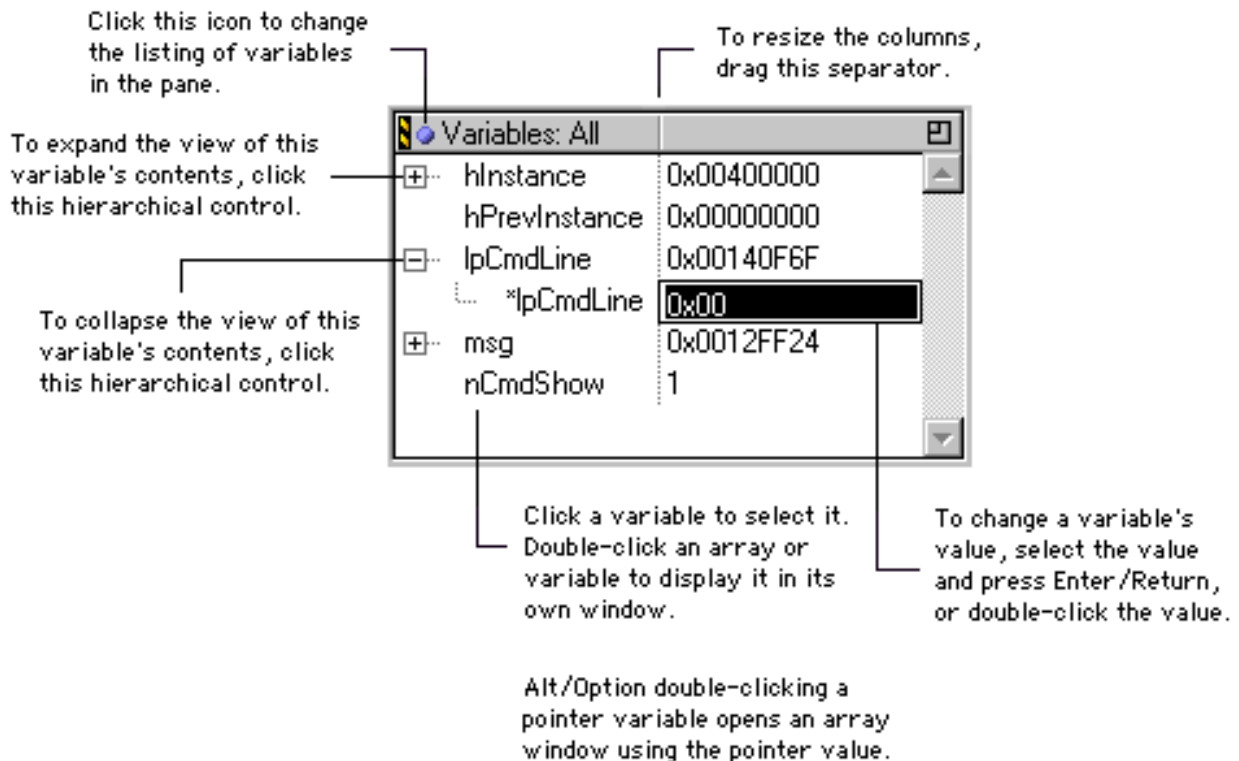 Click this icon to change
the listing of variables
in the pane.
To resize the columns,
drag this separator.
To expand the view of this
variable's contents, click
this hierarchical control.
Variables: All
hInstance 0x00400000
hPrevInstance 0x00000000
lpCmdLine 0x00140F6F
*lpCmdLine 0x00
msg 0x0012FF24
nCmdShow 1
To collapse the view of this
variable's contents, click
this hierarchical control.
Click a variable to select it.
Double-click an array or
variable to display it in its
own window.
To change a variable's
value, select the value
and press Enter/Return,
or double-click the value.
Alt/Option double-clicking a
pointer variable opens an array
window using the pointer value.